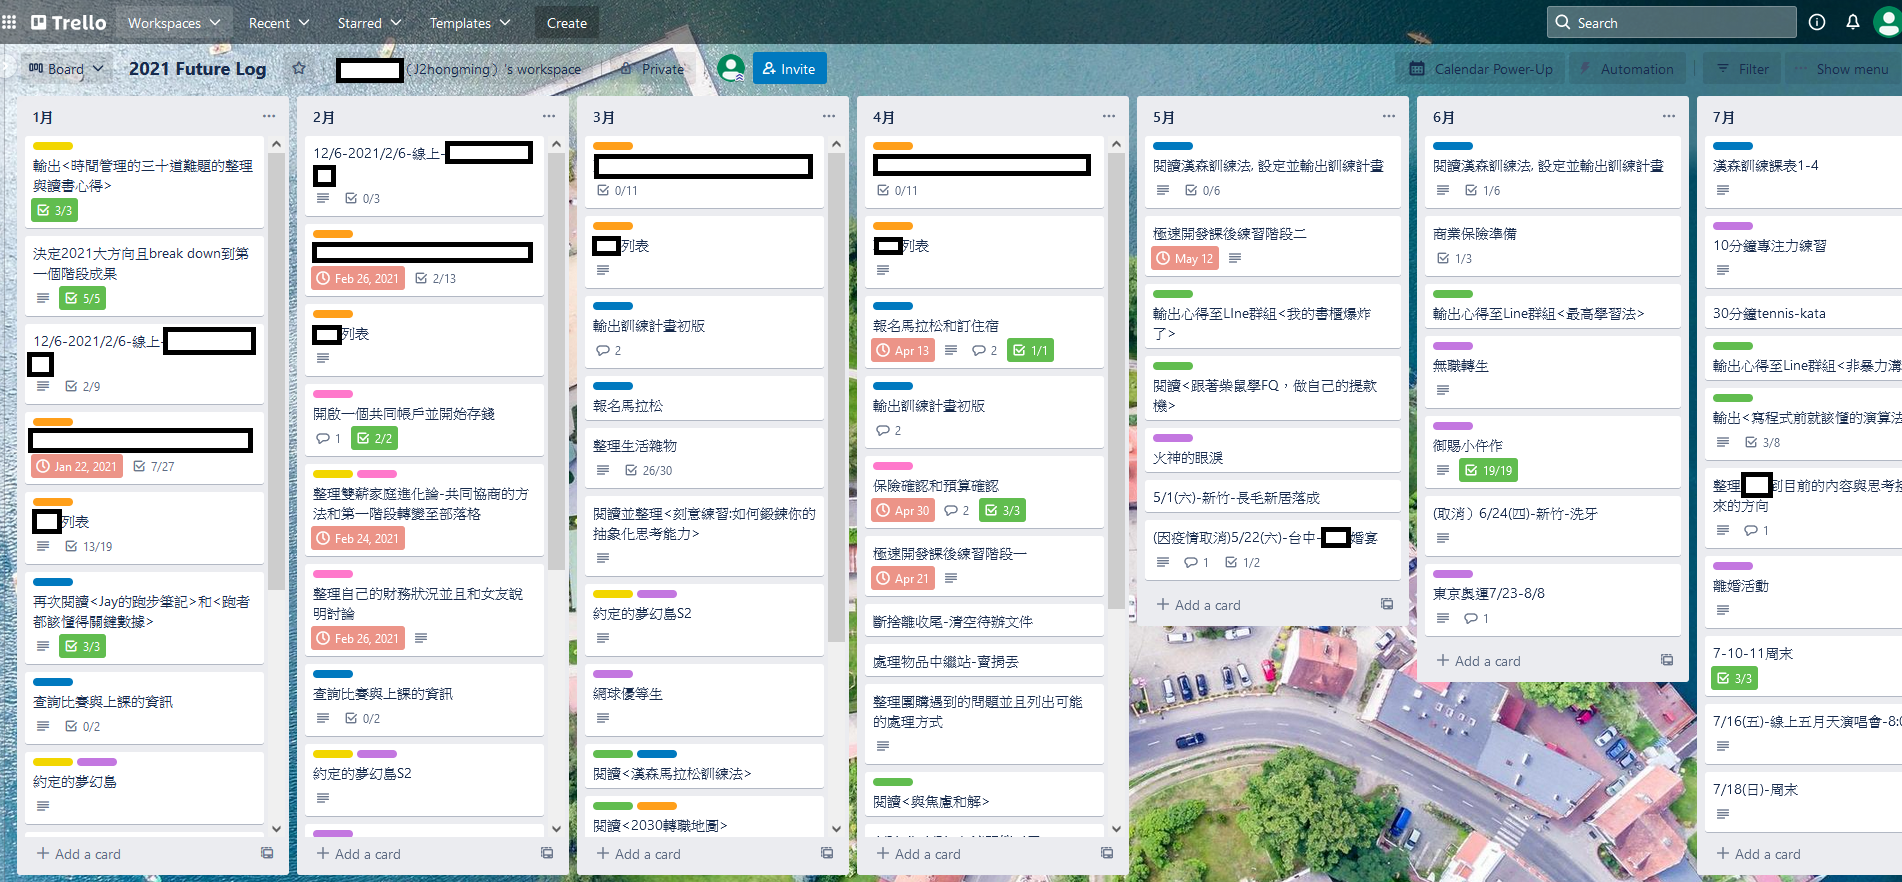 Trello
Workspaces
Recent
Starred
Templates
Create
Search
Board
2021 Future Log
(J2hongming) 's workspace
Private
Invite
Calendar Power-Up
Automation
Filter
Show menu
1月
輸出<時間管理的三十道難題的整理
與讀書心得>
3/3
決定2021大方向且break down到第
一個階段成果
5/5
12/6-2021/2/6-線上-
2/9
Jan 22, 2021
7/27
列表
13/19
再次閱讀<Jay的跑步筆記>和<跑者
都該懂得關鍵數據>
3/3
查詢比賽與上課的資訊
0/2
約定的夢幻島
Add a card
2月
12/6-2021/2/6-線上-
0/3
Feb 26, 2021
2/13
列表
開啟一個共同帳戶並開始存錢
1
2/2
整理雙薪家庭進化論-共同協商的方
法和第一階段轉變至部落格
Feb 24, 2021
整理自己的財務狀況並且和女友說
明討論
Feb 26, 2021
查詢比賽與上課的資訊
0/2
約定的夢幻島S2
Add a card
3月
0/11
列表
輸出訓練計畫初版
2
報名馬拉松
整理生活雜物
26/30
閱讀並整理<刻意練習:如何鍛鍊你的
抽象化思考能力>
約定的夢幻島S2
網球優等生
閱讀<漢森馬拉松訓練法>
閱讀<2030轉職地圖>
Add a card
4月
0/11
列表
報名馬拉松和訂住宿
Apr 13
2
1/1
輸出訓練計畫初版
2
保險確認和預算確認
Apr 30
2
3/3
極速開發課後練習階段一
Apr 21
斷捨離收尾-清空待辦文件
處理物品中繼站-賣捐丟
整理團購遇到的問題並且列出可能
的處理方式
閱讀<與焦慮和解>
Add a card
5月
閱讀漢森訓練法, 設定並輸出訓練計畫
0/6
極速開發課後練習階段二
May 12
輸出心得至LIne群組<我的書櫃爆炸
了>
閱讀<跟著柴鼠學FQ，做自己的提款
機>
火神的眼淚
5/1(六)-新竹-長毛新居落成
(因疫情取消)5/22(六)-台中-
婚宴
1
1/2
Add a card
6月
閱讀漢森訓練法, 設定並輸出訓練計畫
1/6
商業保險準備
1/3
輸出心得至Line群組<最高學習法>
無職轉生
御賜小仵作
19/19
(取消）6/24(四)-新竹-洗牙
東京奧運7/23-8/8
1
Add a card
7月
漢森訓練課表1-4
10分鐘專注力練習
30分鐘tennis-kata
輸出心得至Line群組<非暴力溝
輸出<寫程式前就該懂的演算法
3/8
整理
到目前的內容與思考接
來的方向
1
離婚活動
7-10-11周末
3/3
7/16(五)-線上五月天演唱會-8:0
7/18(日)-周末
Add a card